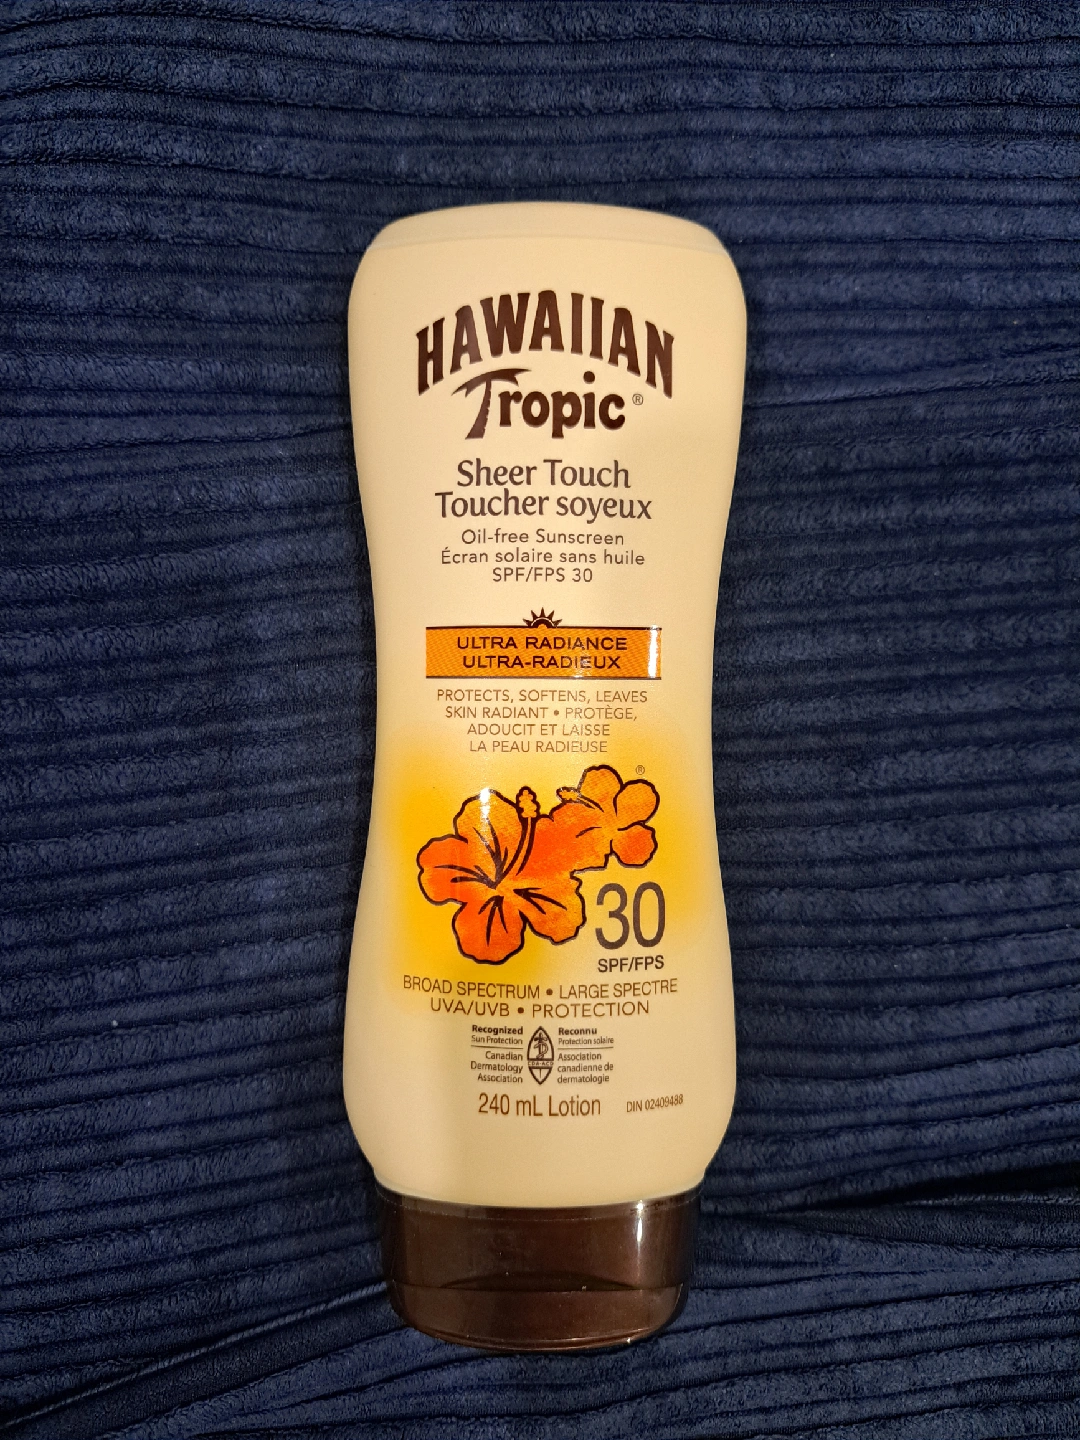 HAWAIIAN
Tropic®
Sheer Touch
Toucher soyeux
Oil-free Sunscreen
Écran solaire sans huile
SPF/FPS 30
ULTRA RADIANCE
ULTRA-RADIEUX
PROTECTS, SOFTENS, LEAVES
SKIN RADIANT • PROTÈGE,
ADOUCIT ET LAISSE
LA PEAU RADIEUSE
®
30
SPF/FPS
BROAD SPECTRUM • LARGE SPECTRE
UVA/UVB • PROTECTION
Recognized
Sun Protection
Canadian
Dermatology
Association
CDA-ACD
Reconnu
Protection solaire
Association
canadienne de
dermatologie
240 mL Lotion
DIN 02409488